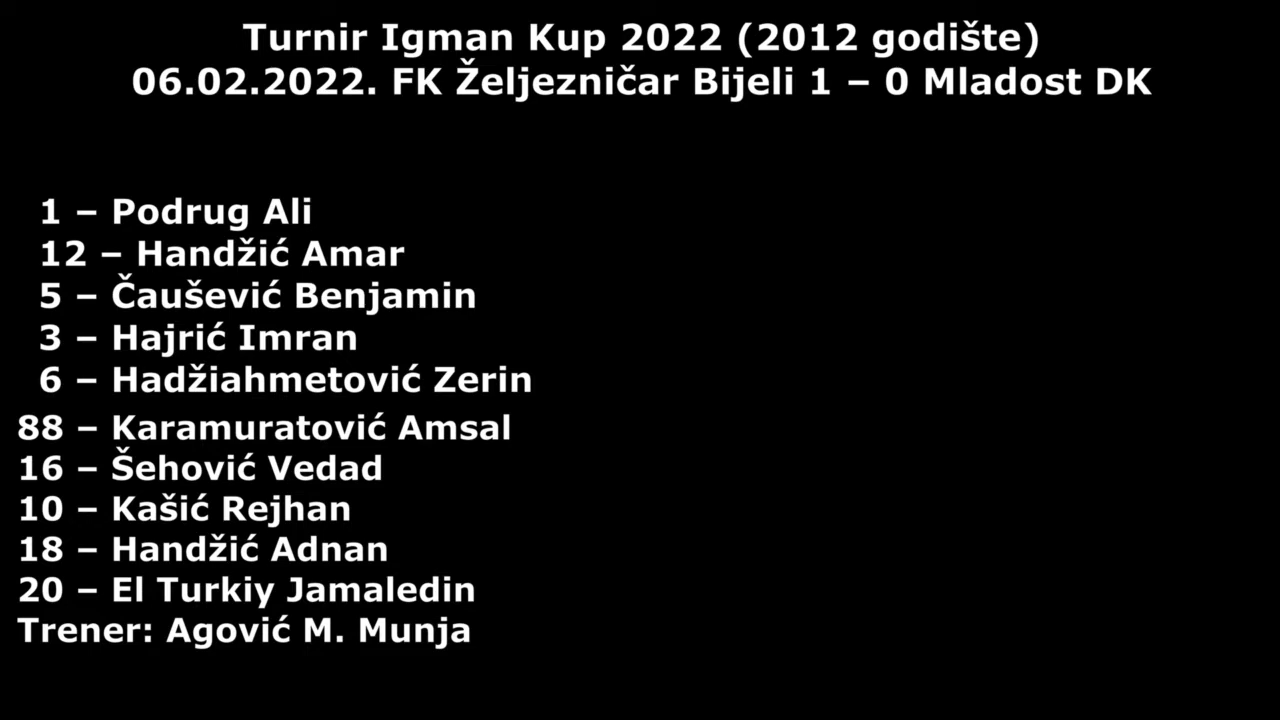 Turnir Igman Kup 2022 (2012 godište)
06.02.2022. FK Željezničar Bijeli 1 – 0 Mladost DK
1 – Podrug Ali
12 – Handžić Amar
5 – Čaušević Benjamin
3 – Hajrić Imran
6 – Hadžiahmetović Zerin
88 – Karamuratović Amsal
16 – Šehović Vedad
10 – Kašić Rejhan
18 – Handžić Adnan
20 – El Turkiy Jamaledin
Trener: Agović M. Munja